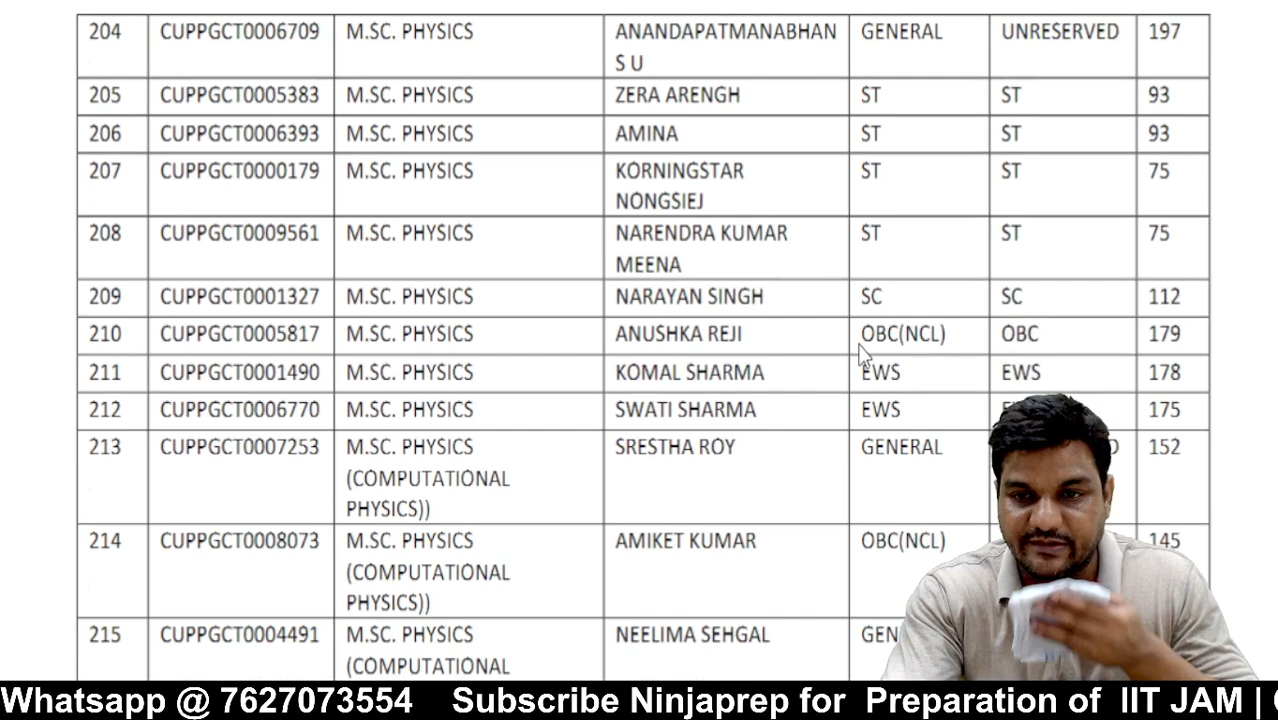 204 CUPPGCT0006709 M.SC. PHYSICS ANANDAPATMANABHAN GENERAL UNRESERVED 197
S U
205 CUPPGCT0005383 M.SC. PHYSICS ZERA ARENGH ST ST 93
206 CUPPGCT0006393 M.SC. PHYSICS AMINA ST ST 93
207 CUPPGCT0000179 M.SC. PHYSICS KORNINGSTAR ST ST 75
NONGSIEJ
208 CUPPGCT0009561 M.SC. PHYSICS NARENDRA KUMAR ST ST 75
MEENA
209 CUPPGCT0001327 M.SC. PHYSICS NARAYAN SINGH SC SC 112
210 CUPPGCT0005817 M.SC. PHYSICS ANUSHKA REJI OBC(NCL) OBC 179
211 CUPPGCT0001490 M.SC. PHYSICS KOMAL SHARMA EWS EWS 178
212 CUPPGCT0006770 M.SC. PHYSICS SWATI SHARMA EWS 175
213 CUPPGCT0007253 M.SC. PHYSICS SRESTHA ROY GENERAL 152
(COMPUTATIONAL
PHYSICS))
214 CUPPGCT0008073 M.SC. PHYSICS AMIKET KUMAR OBC(NCL) 145
(COMPUTATIONAL
PHYSICS))
215 CUPPGCT0004491 M.SC. PHYSICS NEELIMA SEHGAL
(COMPUTATIONAL
Whatsapp @ 7627073554 Subscribe Ninjaprep for Preparation of IIT JAM |